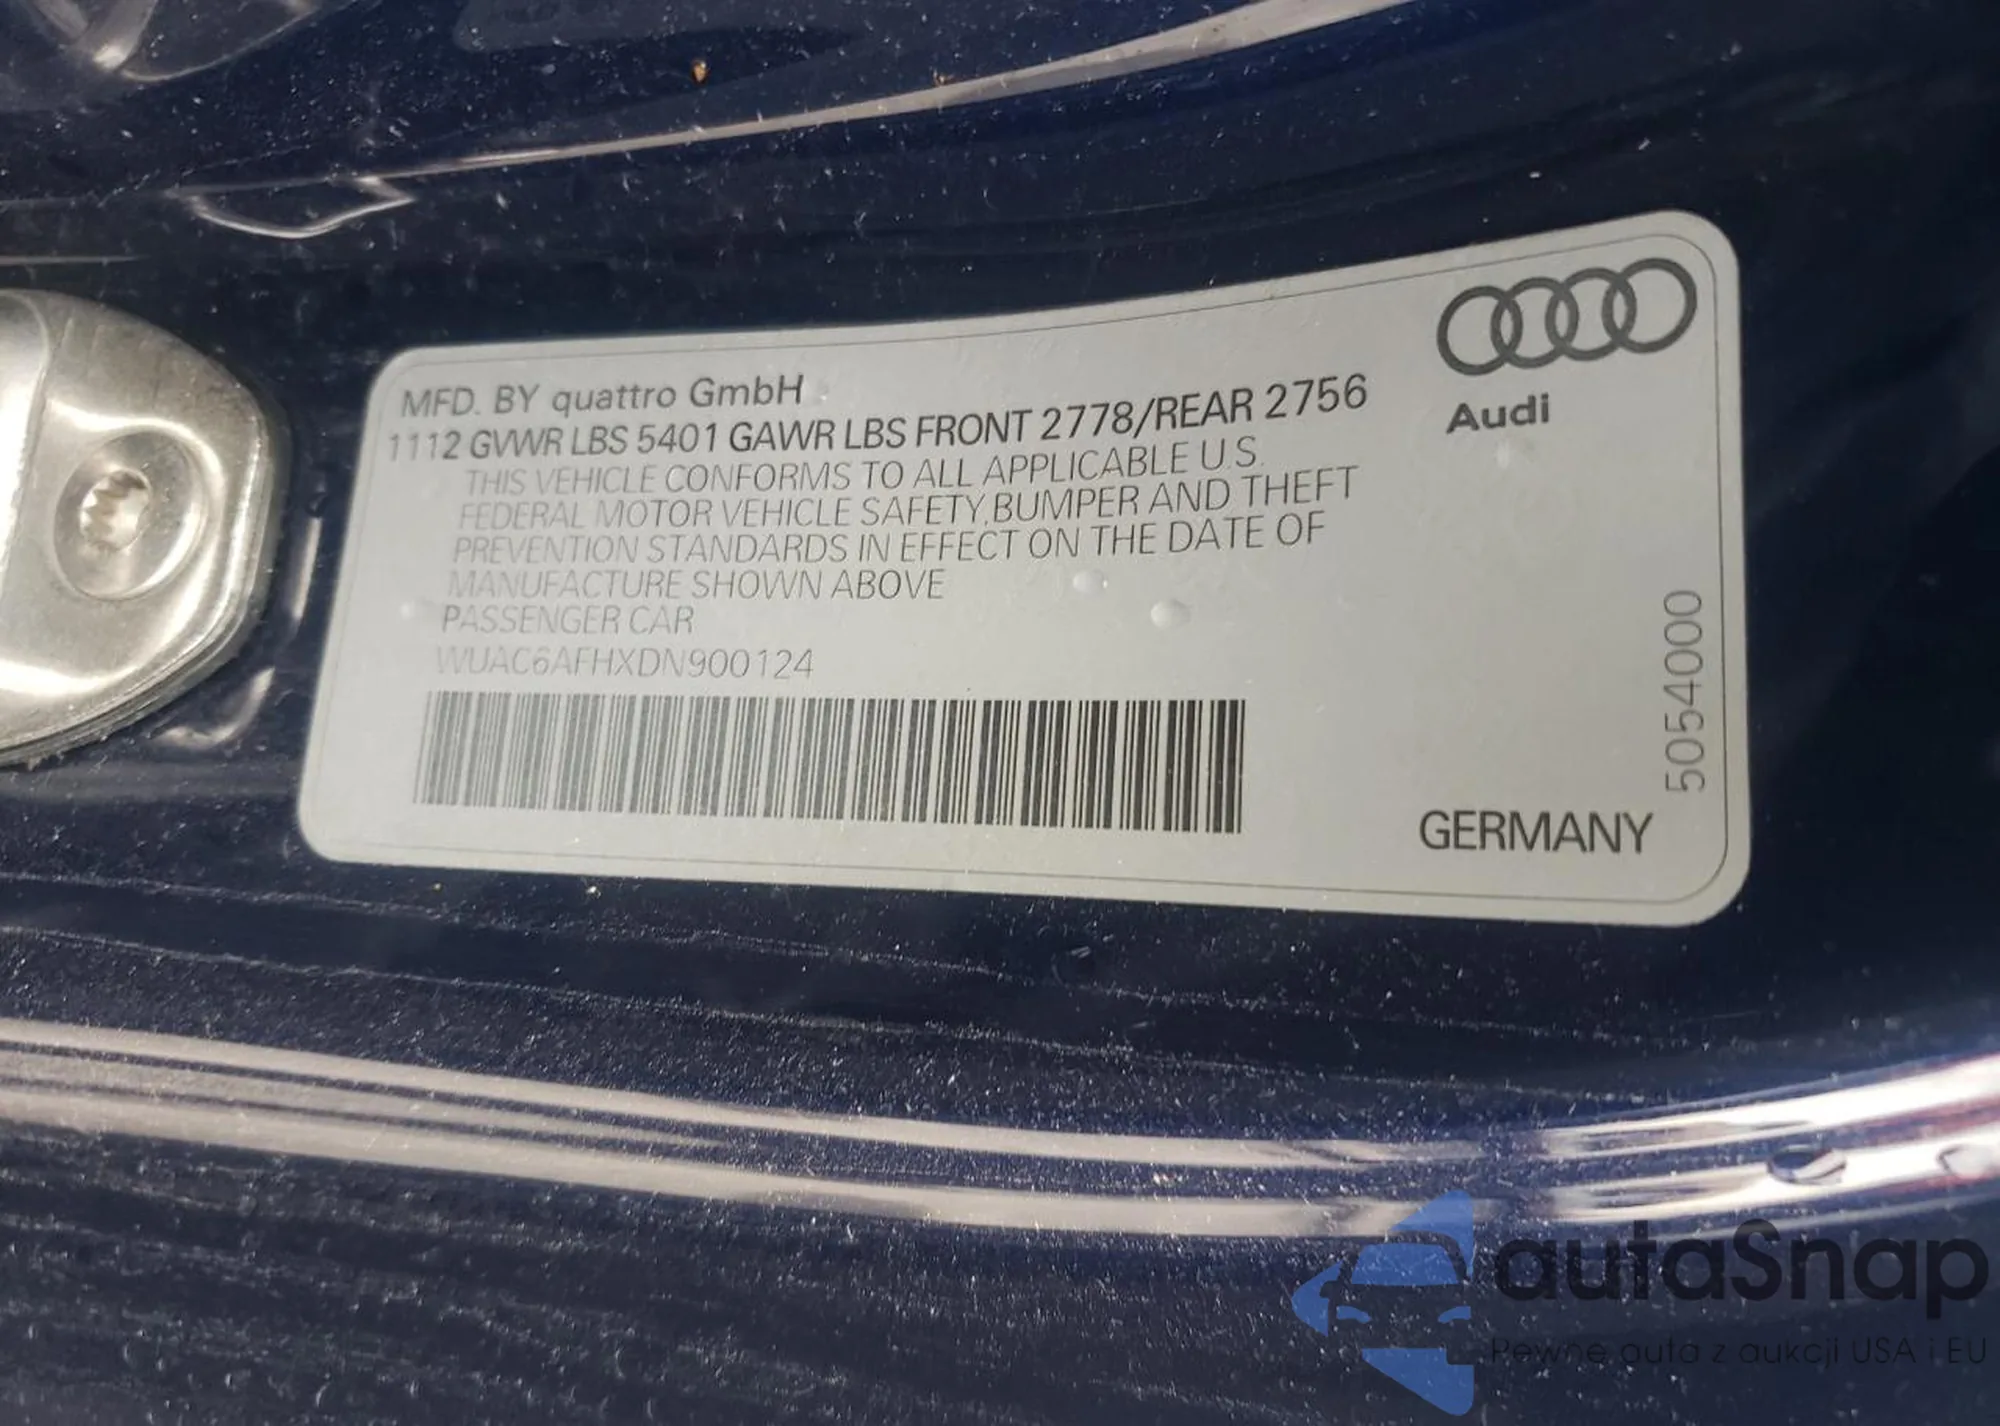 MFD. BY quattro GmbH
1112 GVWR LBS 5401 GAWR LBS FRONT 2778/REAR 2756
THIS VEHICLE CONFORMS TO ALL APPLICABLE U.S.
FEDERAL MOTOR VEHICLE SAFETY, BUMPER AND THEFT
PREVENTION STANDARDS IN EFFECT ON THE DATE OF
MANUFACTURE SHOWN ABOVE
PASSENGER CAR
WUAC6AFHXDN900124
Audi
5054000
GERMANY
autaSnap
Pewne auta z aukcji USA i EU